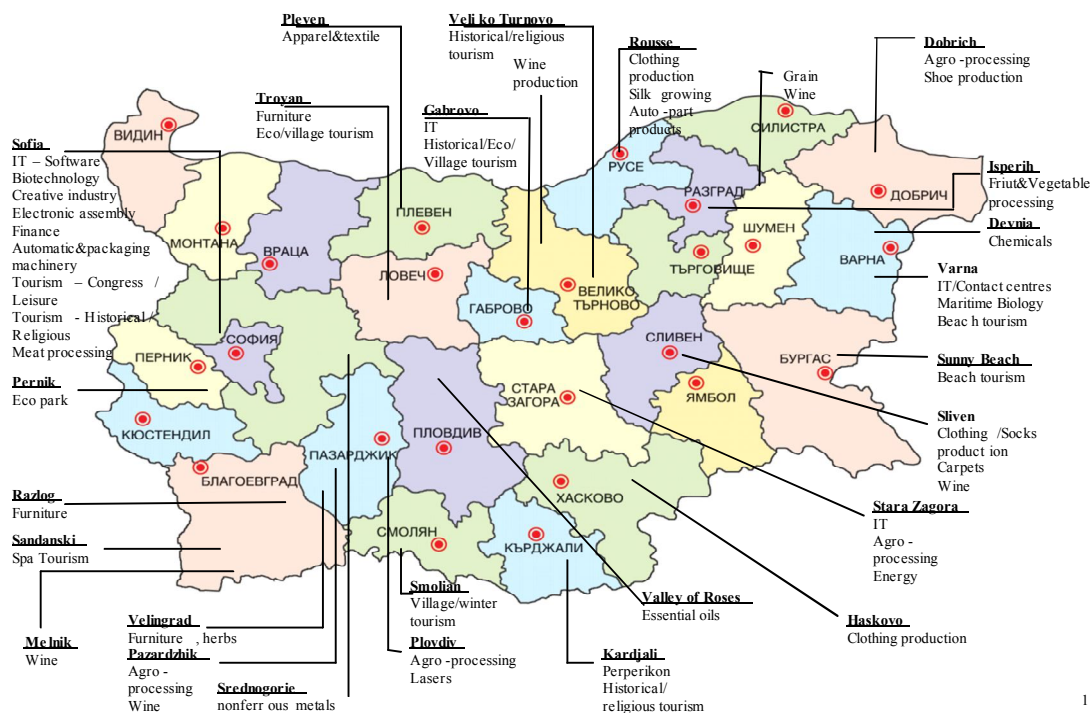 Pleven
Apparel&textile
Veli ko Turnovo
Historical/religious
tourism
Wine
production
Rousse
Clothing
production
Silk growing
Auto -part
products
Grain
Wine
Dobrich
Agro -processing
Shoe production
Troyan
Furniture
Eco/village tourism
Gabrovo
IT
Historical/Eco/
Village tourism
Sofia
IT – Software
Biotechnology
Creative industry
Electronic assembly
Finance
Automatic&packaging
machinery
Tourism – Congress /
Leisure
Tourism - Historical /
Religious
Meat processing
Pernik
Eco park
Razlog
Furniture
Sandanski
Spa Tourism
Melnik
Wine
Velingrad
Furniture , herbs
Pazardzhik
Agro -
processing
Wine
Srednogorie
nonferr ous metals
Smolian
Village/winter
tourism
Plovdiv
Agro -processing
Lasers
Kardjali
Perperikon
Historical/
religious tourism
Valley of Roses
Essential oils
Haskovo
Clothing production
Stara Zagora
IT
Agro -
processing
Energy
Sliven
Clothing /Socks
product ion
Carpets
Wine
Sunny Beach
Beach tourism
Varna
IT/Contact centres
Maritime Biology
Beac h tourism
Devnia
Chemicals
Isperih
Friut&Vegetable
processing
ВИДИН
МОНТАНА
ВРАЦА
ПЛЕВЕН
ЛОВЕЧ
ГАБРОВО
ВЕЛИКО
ТЪРНОВО
РУСЕ
РАЗГРАД
СИЛИСТРА
ДОБРИЧ
ШУМЕН
ТЪРГОВИЩЕ
ВАРНА
СОФИЯ
ПЕРНИК
КЮСТЕНДИЛ
БЛАГОЕВГРАД
ПАЗАРДЖИК
ПЛОВДИВ
СТАРА
ЗАГОРА
СЛИВЕН
ЯМБОЛ
БУРГАС
ХАСКОВО
СМОЛЯН
КЪРДЖАЛИ
1